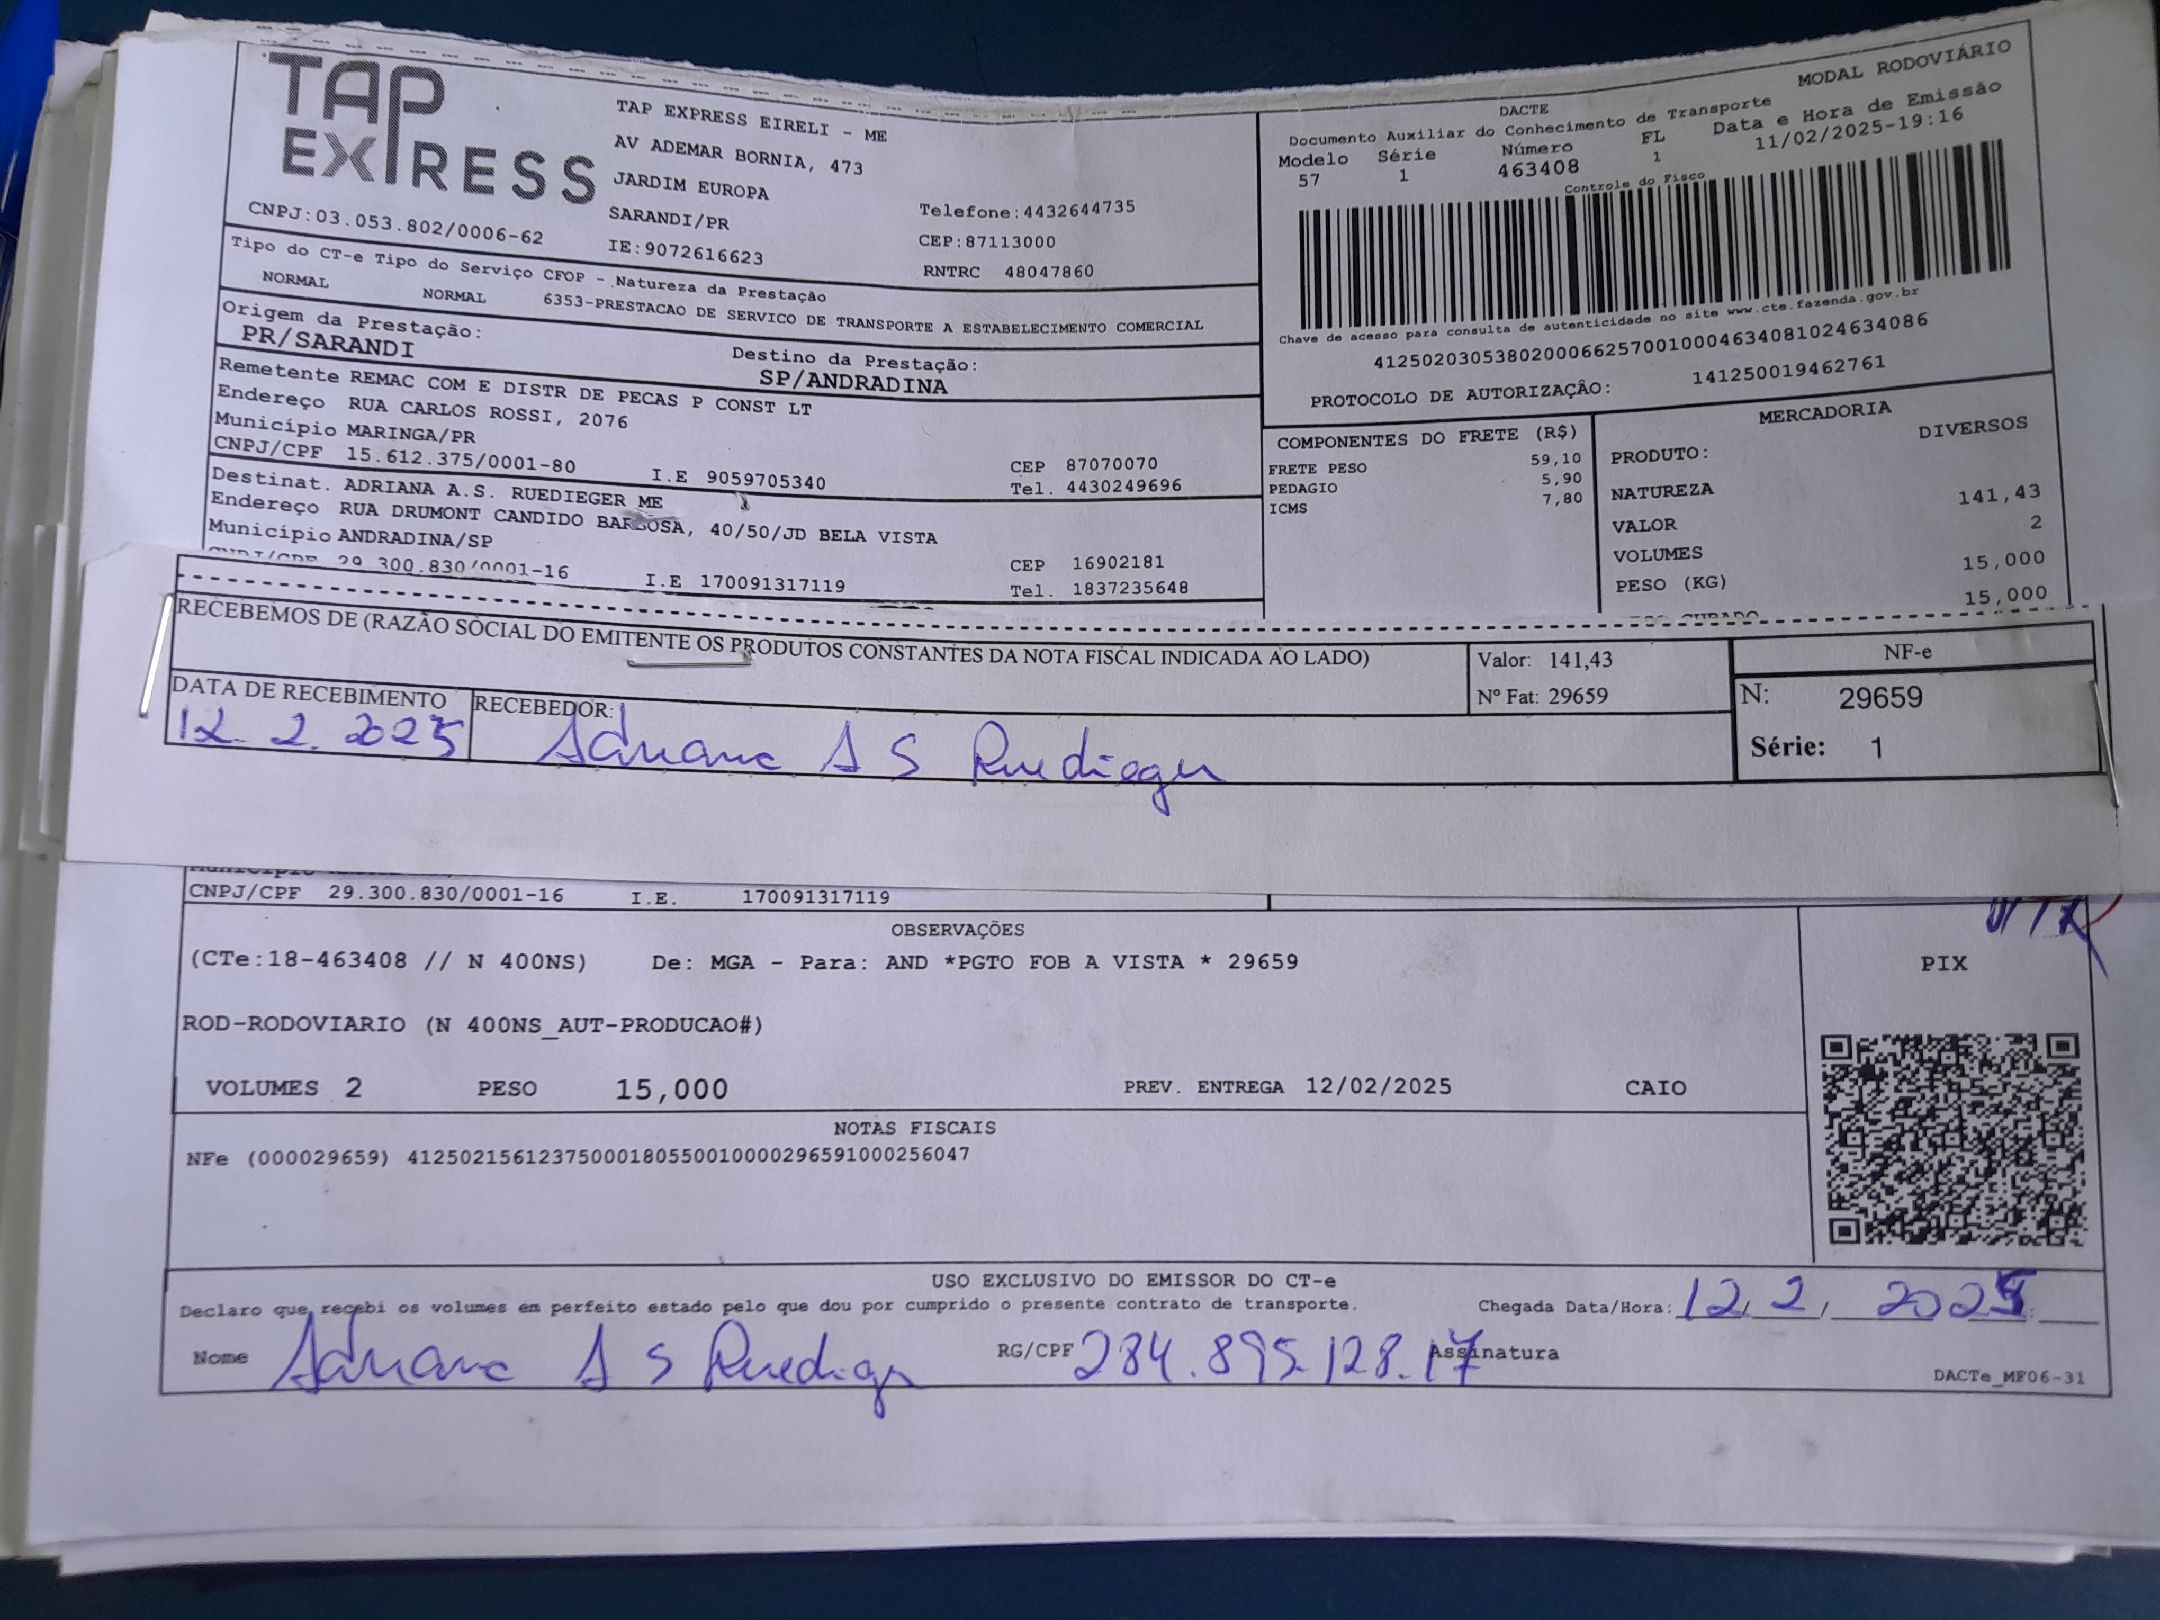 TAP EXPRESS
TAP EXPRESS EIRELI - ME
AV ADEMAR BORNIA, 473
JARDIM EUROPA
SARANDI/PR
IE:9072616623
CNPJ:03.053.802/0006-62
Telefone:4432644735
CEP:87113000
RNTRC 48047860
MODAL RODOVIÁRIO
DACTE
Documento Auxiliar do Conhecimento de Transporte
Modelo Série Número FL Data e Hora de Emissão
57 1 463408 1 11/02/2025-19:16
Controle do Fisco
Chave de acesso para consulta de autenticidade no site www.cte.fazenda.gov.br
41250203053802000662570010004634081024634086
PROTOCOLO DE AUTORIZAÇÃO: 141250019462761
Tipo do CT-e Tipo do Serviço CFOP - Natureza da Prestação
NORMAL NORMAL 6353-PRESTACAO DE SERVICO DE TRANSPORTE A ESTABELECIMENTO COMERCIAL
Origem da Prestação: Destino da Prestação:
PR/SARANDI SP/ANDRADINA
Remetente REMAC COM E DISTR DE PECAS P CONST LT
Endereço RUA CARLOS ROSSI, 2076
Município MARINGA/PR CEP 87070070
CNPJ/CPF 15.612.375/0001-80 I.E 9059705340 Tel. 4430249696
Destinat. ADRIANA A.S. RUEDIEGER ME
Endereço RUA DRUMONT CANDIDO BARBOSA, 40/50/JD BELA VISTA
Município ANDRADINA/SP CEP 16902181
CNPJ/CPF 29.300.830/0001-16 I.E 170091317119 Tel. 1837235648
COMPONENTES DO FRETE (R$)
FRETE PESO 59,10
PEDAGIO 5,90
ICMS 7,80
MERCADORIA
PRODUTO: DIVERSOS
NATUREZA
VALOR 141,43
VOLUMES 2
PESO (KG) 15,000
15,000
RECEBEMOS DE (RAZÃO SOCIAL DO EMITENTE OS PRODUTOS CONSTANTES DA NOTA FISCAL INDICADA AO LADO)
Valor: 141,43
Nº Fat: 29659
NF-e
N: 29659
Série: 1
DATA DE RECEBIMENTO RECEBEDOR:
12. 2. 2025 Adriana A S Ruedieger
CNPJ/CPF 29.300.830/0001-16 I.E. 170091317119
OBSERVAÇÕES
(CTe:18-463408 // N 400NS) De: MGA - Para: AND *PGTO FOB A VISTA * 29659
ROD-RODOVIARIO (N 400NS_AUT-PRODUCAO#)
VOLUMES 2 PESO 15,000 PREV. ENTREGA 12/02/2025 CAIO
PIX
NOTAS FISCAIS
NFe (000029659) 41250215612375000180550010000296591000256047
USO EXCLUSIVO DO EMISSOR DO CT-e
Declaro que recebi os volumes em perfeito estado pelo que dou por cumprido o presente contrato de transporte. Chegada Data/Hora: 12/2/2025
Nome Adriana A S Ruedieger RG/CPF 284.895.128.17 Assinatura
DACTe_MF06-31